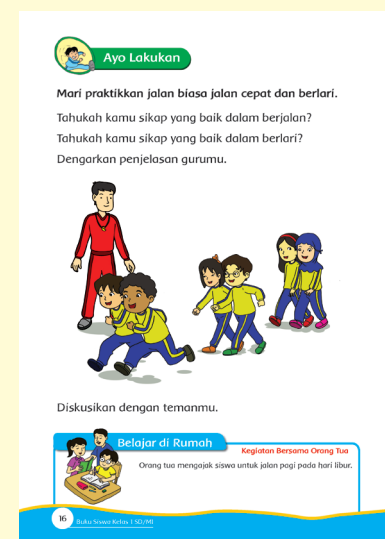 Ayo Lakukan
Mari praktikkan jalan biasa jalan cepat dan berlari.
Tahukah kamu sikap yang baik dalam berjalan?
Tahukah kamu sikap yang baik dalam berlari?
Dengarkan penjelasan gurumu.
Diskusikan dengan temanmu.
Belajar di Rumah
Kegiatan Bersama Orang Tua
Orang tua mengajak siswa untuk jalan pagi pada hari libur.
16 Buku Siswa Kelas I SD/MI